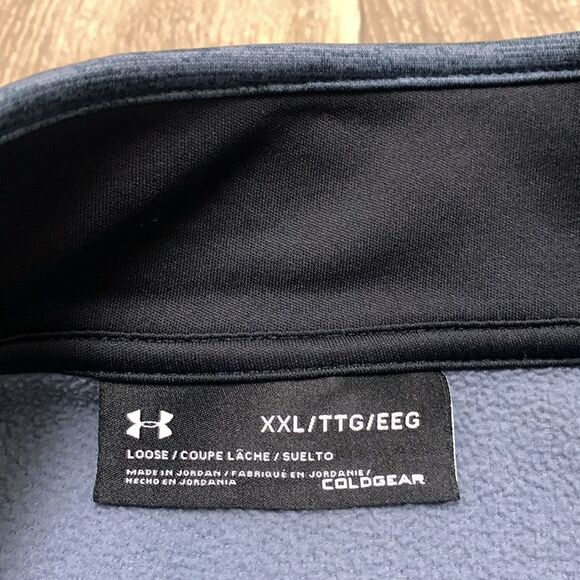 XXL/TTG/EEG
LOOSE / COUPE LÂCHE / SUELTO
MADE IN JORDAN / FABRIQUÉ EN JORDANIE /
HECHO EN JORDANIA
COLDGEAR